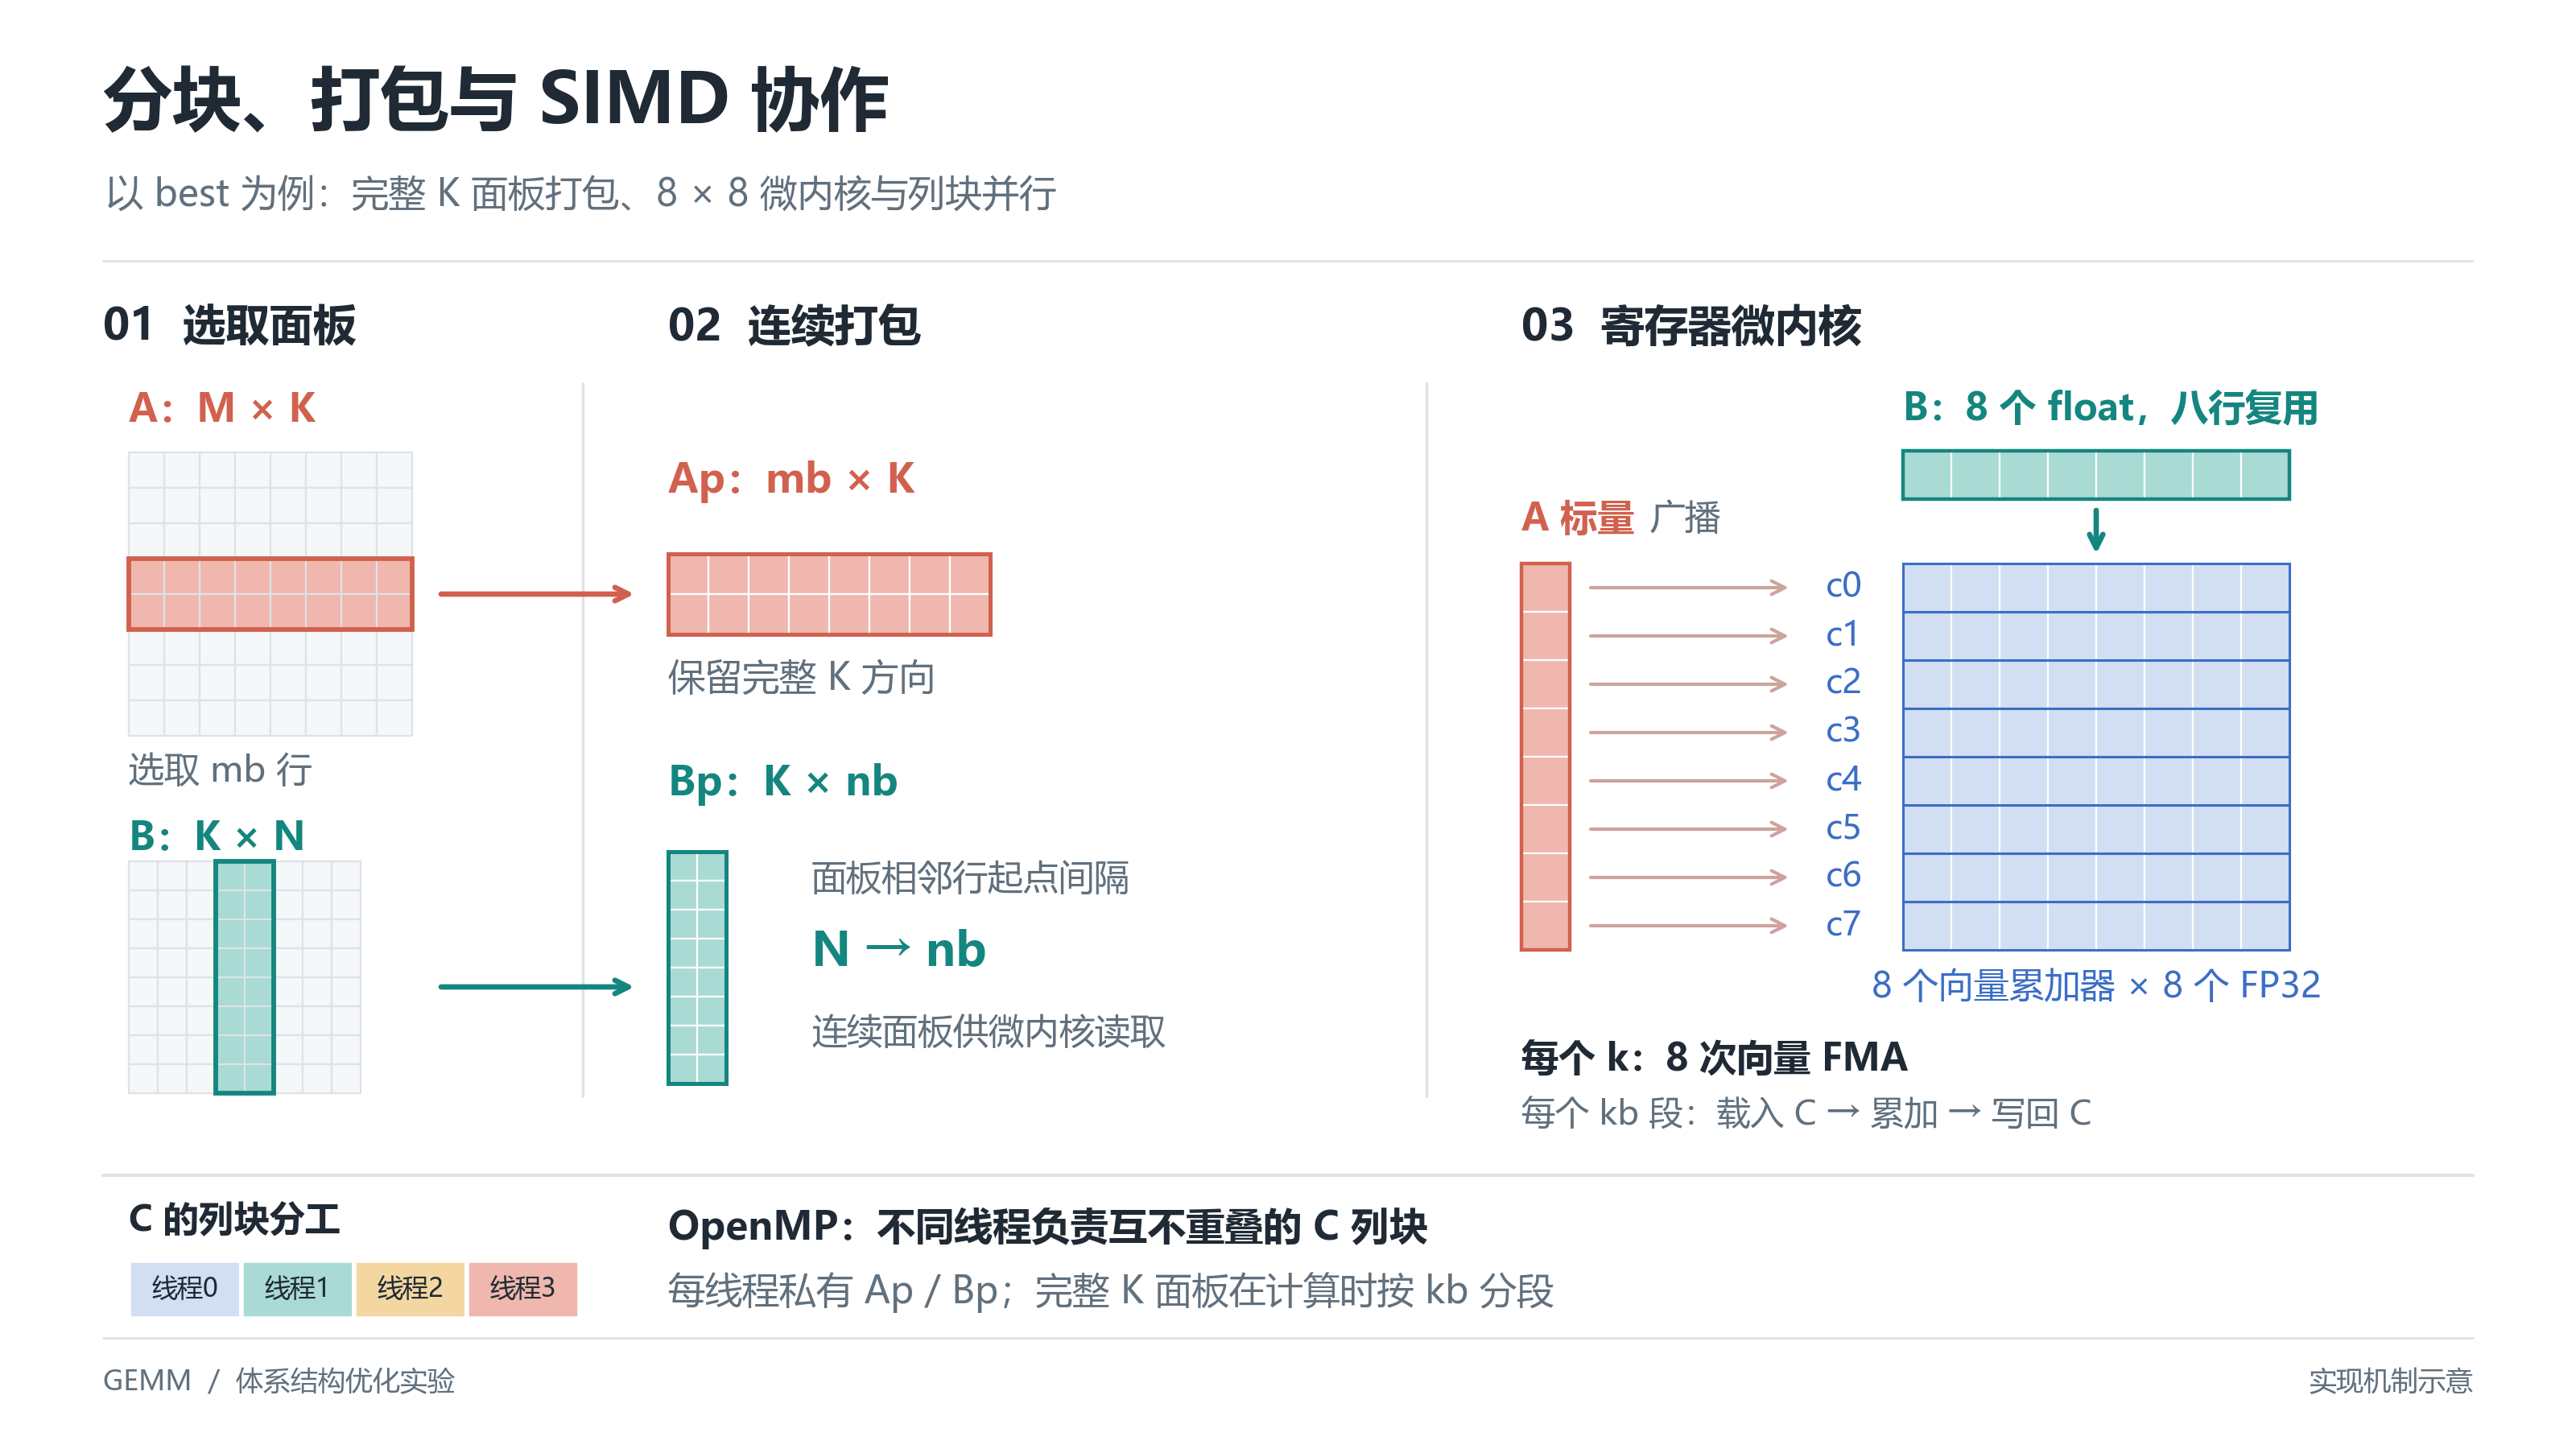 分块、打包与 SIMD 协作
以 best 为例：完整 K 面板打包、8 × 8 微内核与列块并行
01 选取面板
A：M × K
选取 mb 行
B：K × N
02 连续打包
Ap：mb × K
保留完整 K 方向
Bp：K × nb
面板相邻行起点间隔
N → nb
连续面板供微内核读取
03 寄存器微内核
B：8 个 float，八行复用
A 标量 广播
c0
c1
c2
c3
c4
c5
c6
c7
8 个向量累加器 × 8 个 FP32
每个 k：8 次向量 FMA
每个 kb 段：载入 C → 累加 → 写回 C
C 的列块分工
线程0 线程1 线程2 线程3
OpenMP：不同线程负责互不重叠的 C 列块
每线程私有 Ap / Bp；完整 K 面板在计算时按 kb 分段
GEMM / 体系结构优化实验
实现机制示意